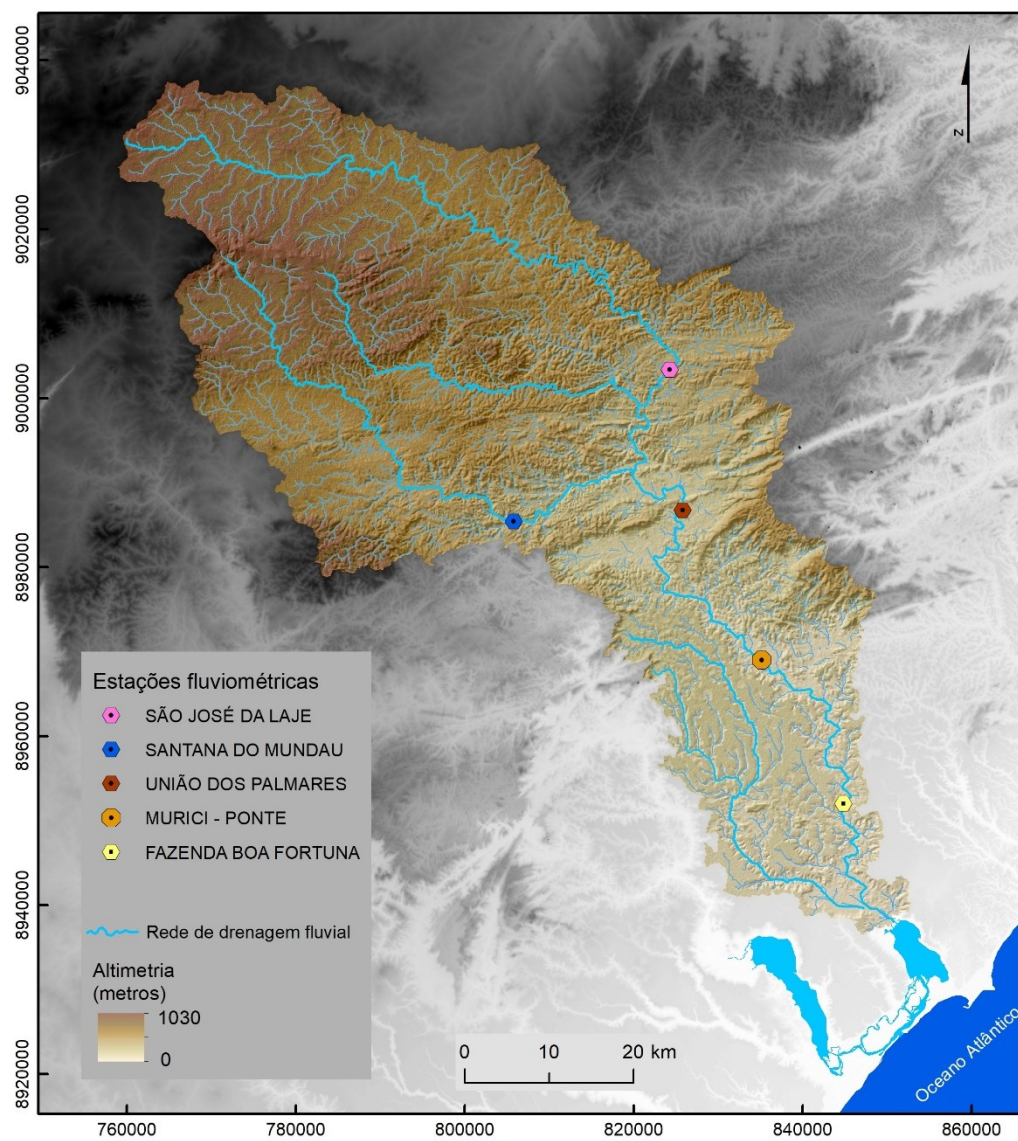 9040000
9020000
9000000
8980000
8960000
8940000
8920000
N
Estações fluviométricas
SÃO JOSÉ DA LAJE
SANTANA DO MUNDAU
UNIÃO DOS PALMARES
MURICI - PONTE
FAZENDA BOA FORTUNA
Rede de drenagem fluvial
Altimetria
(metros)
1030
0
0 10 20 km
Oceano Atlântico
760000 780000 800000 820000 840000 860000